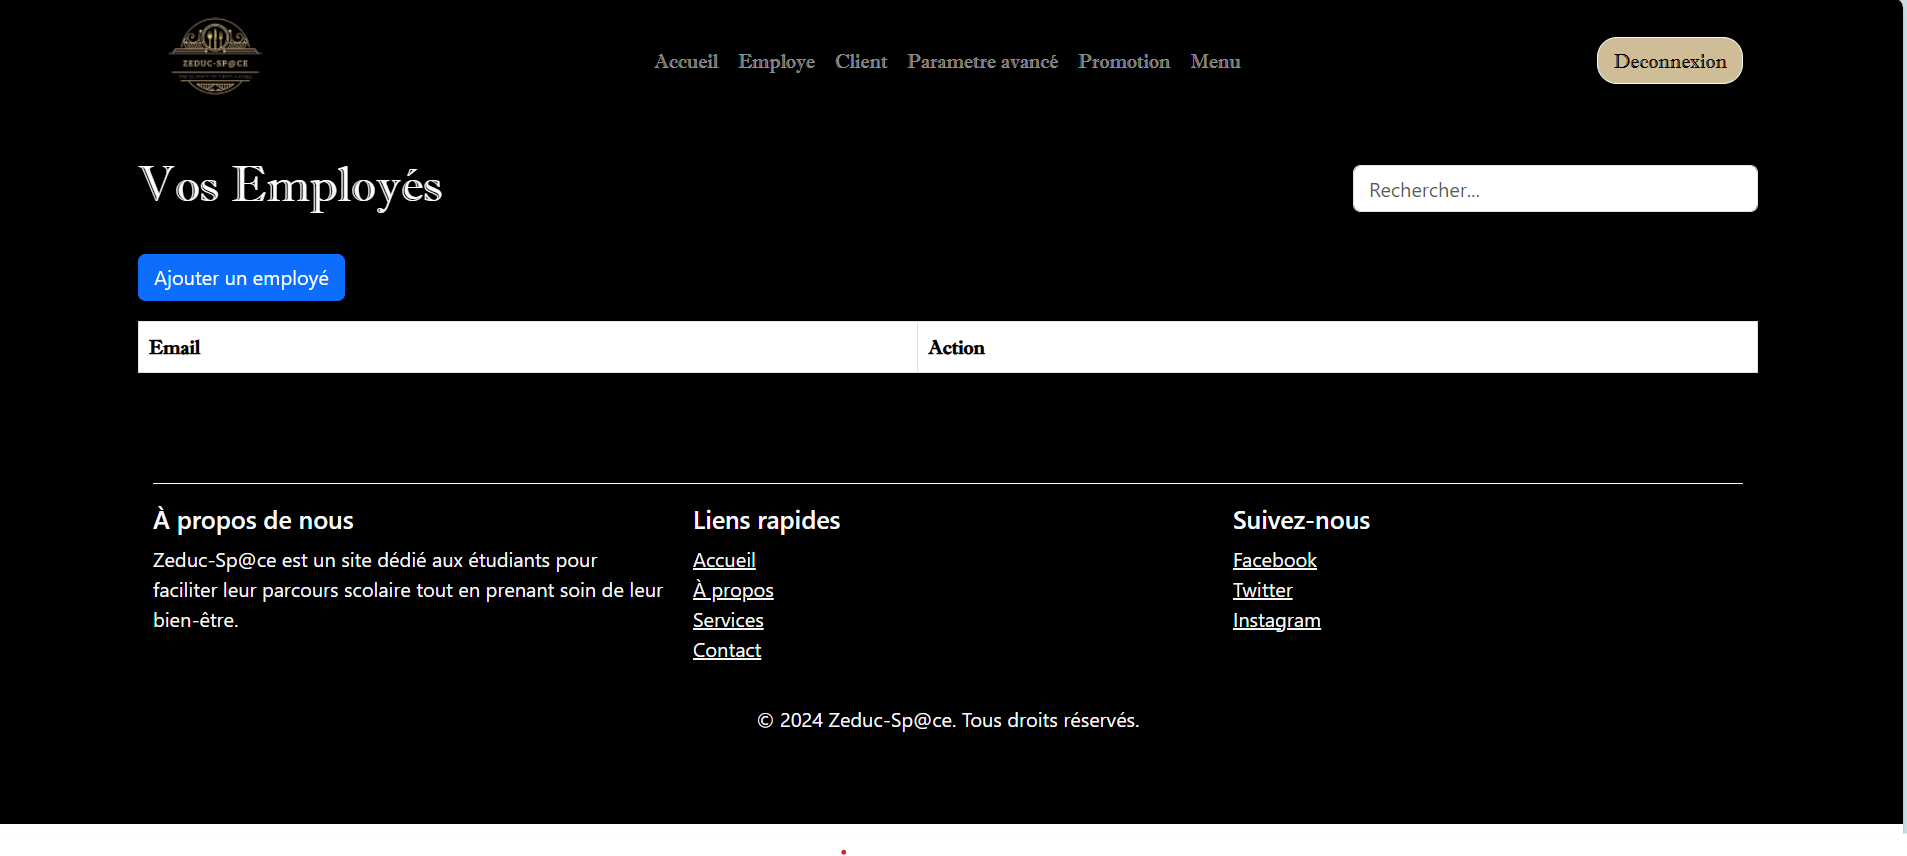 ZEDUC-SP@CE
Accueil Employe Client Parametre avancé Promotion Menu
Deconnexion
Vos Employés
Rechercher...
Ajouter un employé
Email Action
À propos de nous
Zeduc-Sp@ce est un site dédié aux étudiants pour
faciliter leur parcours scolaire tout en prenant soin de leur
bien-être.
Liens rapides
Accueil
À propos
Services
Contact
Suivez-nous
Facebook
Twitter
Instagram
© 2024 Zeduc-Sp@ce. Tous droits réservés.